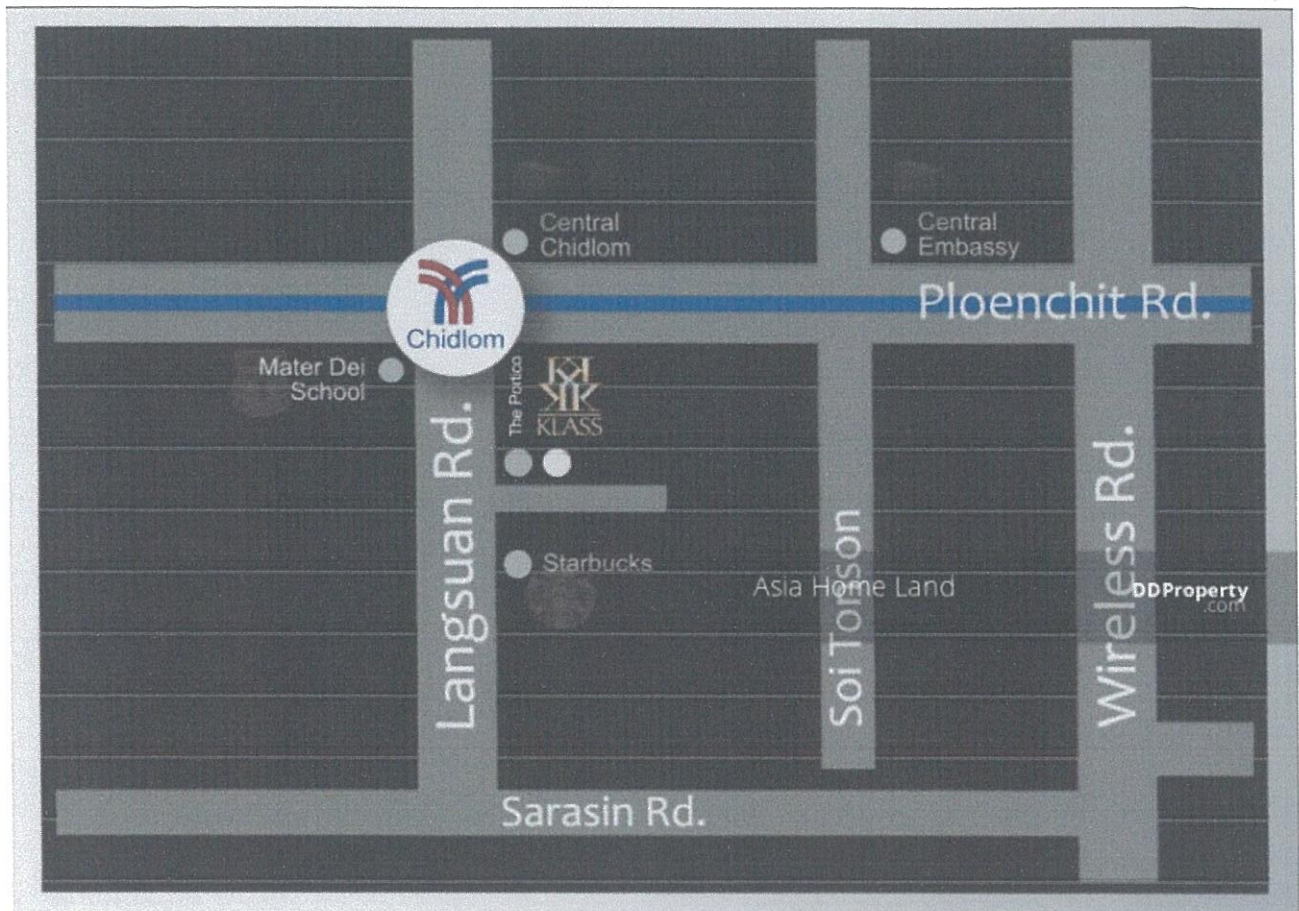 Central
Chidlom
Central
Embassy
Chidlom
Ploenchit Rd.
Mater Dei
School
The Portico
KLASS
Langsuan Rd.
Starbucks
Asia Home Land
Soi Tonson
Wireless Rd.
DDProperty
.com
Sarasin Rd.